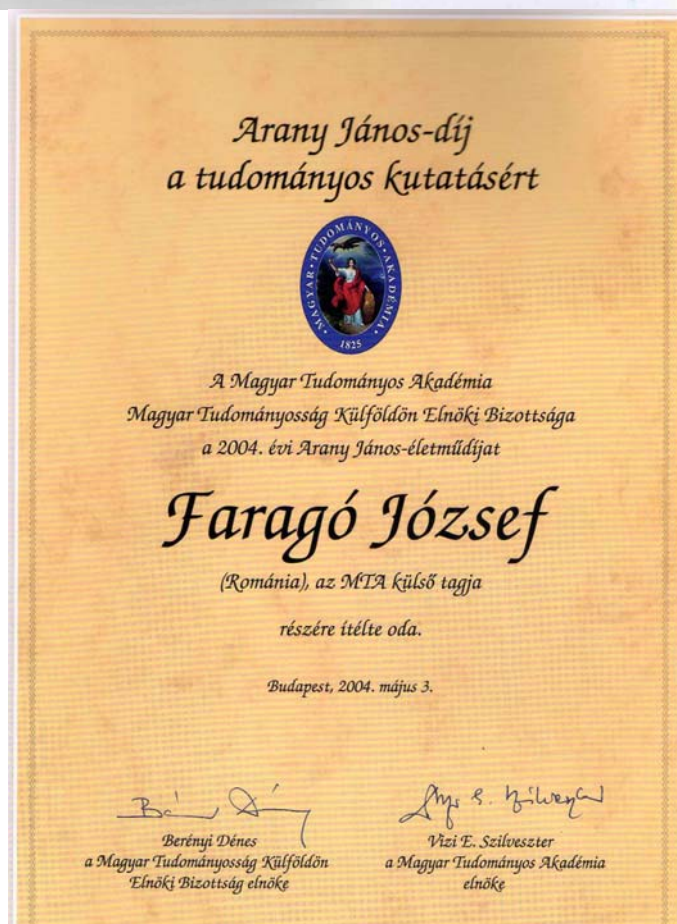 Arany János-díj
a tudományos kutatásért
MAGYAR·TUDOMÁNYOS·AKADÉMIA·
1825
A Magyar Tudományos Akadémia
Magyar Tudományosság Külföldön Elnöki Bizottsága
a 2004. évi Arany János-életműdíjat
Faragó József
(Románia), az MTA külső tagja
részére ítélte oda.
Budapest, 2004. május 3.
Berényi Dénes
a Magyar Tudományosság Külföldön
Elnöki Bizottság elnöke
Vizi E. Szilveszter
a Magyar Tudományos Akadémia
elnöke